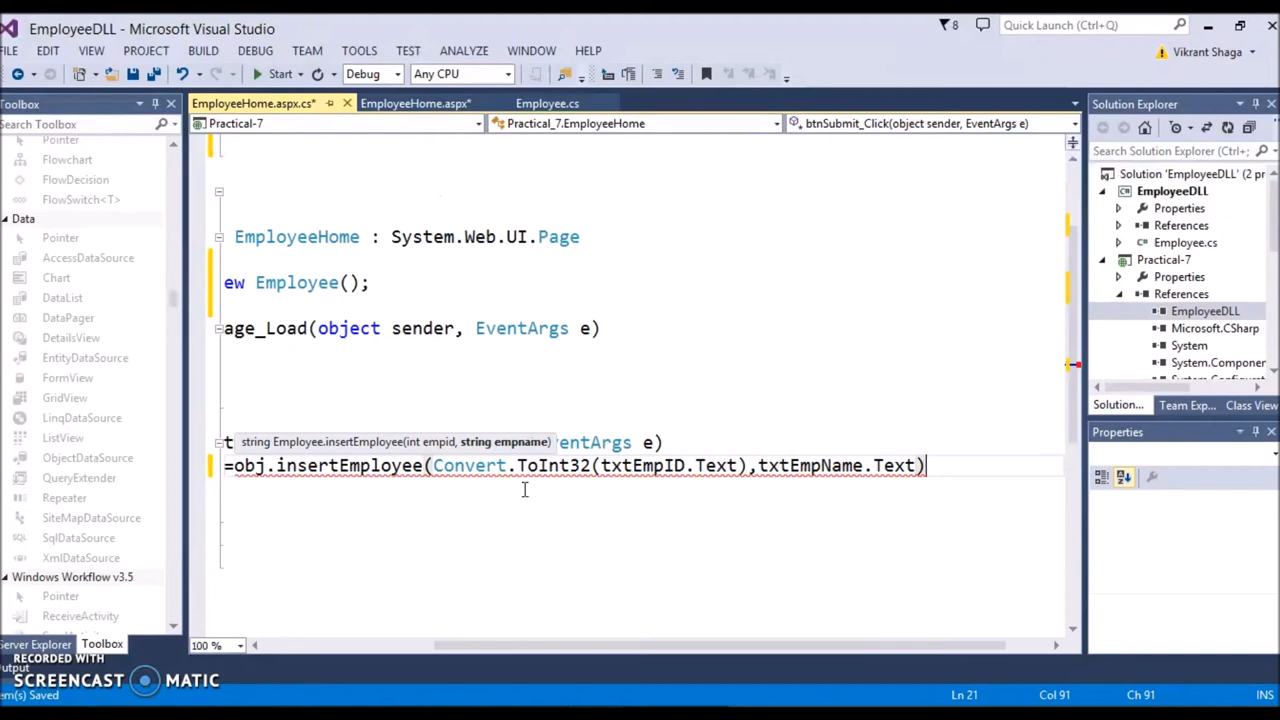 EmployeeDLL - Microsoft Visual Studio
8
Quick Launch (Ctrl+Q)
FILE EDIT VIEW PROJECT BUILD DEBUG TEAM TOOLS TEST ANALYZE WINDOW HELP
Vikrant Shaga
Start Debug Any CPU
Toolbox
Search Toolbox
Pointer
Flowchart
FlowDecision
FlowSwitch<T>
Data
Pointer
AccessDataSource
Chart
DataList
DataPager
DetailsView
EntityDataSource
FormView
GridView
LinqDataSource
ListView
ObjectDataSource
QueryExtender
Repeater
SiteMapDataSource
SqlDataSource
XmlDataSource
Windows Workflow v3.5
Pointer
ReceiveActivity
Server Explorer Toolbox
EmployeeHome.aspx.cs* EmployeeHome.aspx* Employee.cs
Practical-7 Practical_7.EmployeeHome btnSubmit_Click(object sender, EventArgs e)
EmployeeHome : System.Web.UI.Page
ew Employee();
age_Load(object sender, EventArgs e)
t
string Employee.insertEmployee(int empid, string empname)
ventArgs e)
=obj.insertEmployee(Convert.ToInt32(txtEmpID.Text),txtEmpName.Text)
100 %
Solution Explorer
Search Solution Explorer (Ctrl+;
Solution 'EmployeeDLL' (2 pr
EmployeeDLL
Properties
References
Employee.cs
Practical-7
Properties
References
EmployeeDLL
Microsoft.CSharp
System
System.Compone
Solution... Team Exp... Class View
Properties
Output
RECORDED WITH
SCREENCAST MATIC
em(s) Saved
Ln 21 Col 91 Ch 91 INS